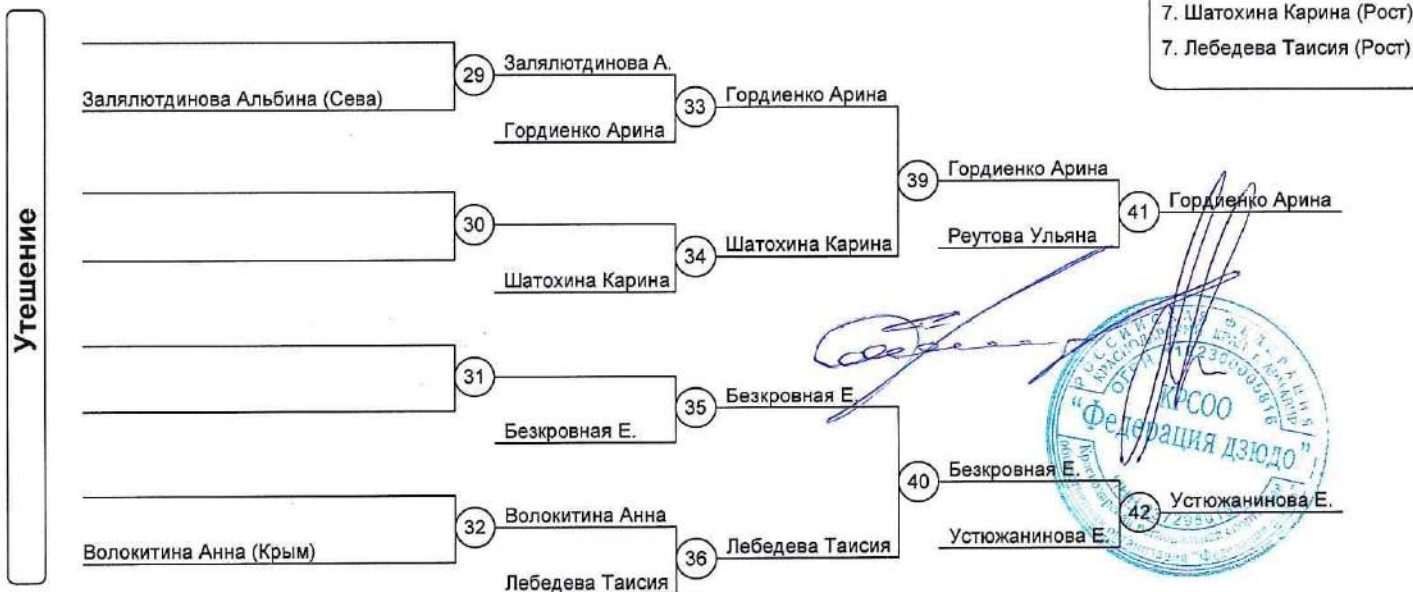 7. Шатохина Карина (Рост)
7. Лебедева Таисия (Рост)
Утешение
29
Залялютдинова А.
Залялютдинова Альбина (Сева)
33
Гордиенко Арина
Гордиенко Арина
39
Гордиенко Арина
30
41
Гордиенко Арина
34
Шатохина Карина
Реутова Ульяна
Шатохина Карина
31
35
Безкровная Е.
Безкровная Е.
40
Безкровная Е.
32
Волокитина Анна
42
Устюжанинова Е.
Волокитина Анна (Крым)
36
Лебедева Таисия
Устюжанинова Е.
Лебедева Таисия
КРСОО
"Федерация дзюдо"